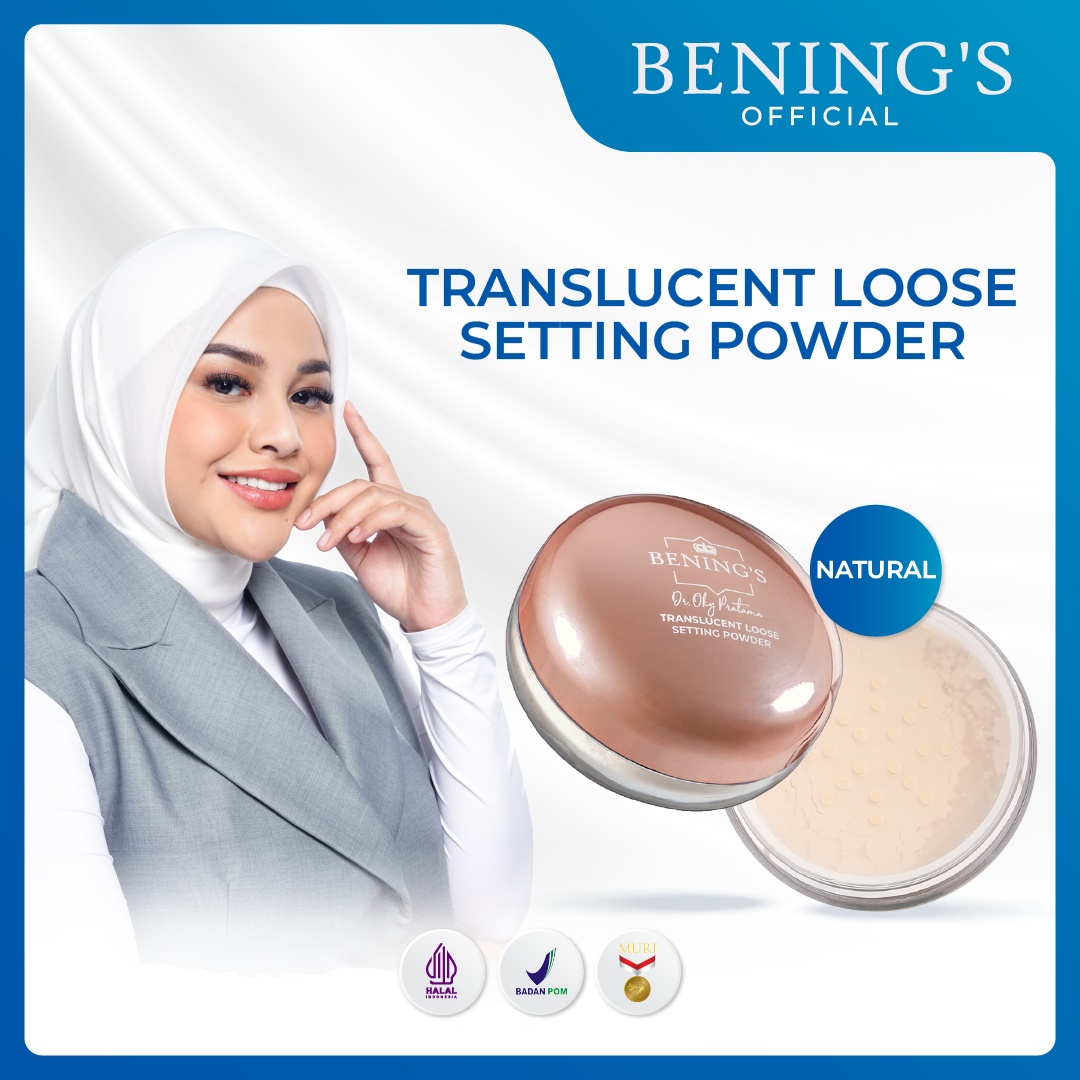 BENING'S
OFFICIAL
TRANSLUCENT LOOSE
SETTING POWDER
NATURAL
BENING'S
Dr. Oky Pratama
TRANSLUCENT LOOSE
SETTING POWDER
HALAL
INDONESIA
BADAN POM
MURI